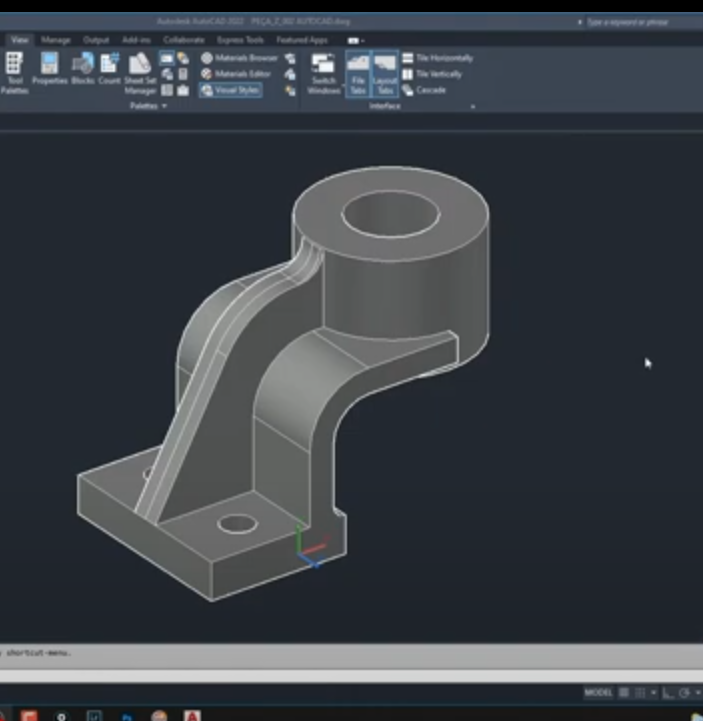 Autodesk AutoCAD 2022 PEÇA_Z_002 AUTOCAD.dwg
Type a keyword or phrase
View Manage Output Add-ins Collaborate Express Tools Featured Apps
Tool Palettes
Properties
Blocks
Count
Sheet Set Manager
Materials Browser
Materials Editor
Visual Styles
Switch Windows
File Tabs
Layout Tabs
Tile Horizontally
Tile Vertically
Cascade
Palettes
Interface
shortcut-menu.
MODEL